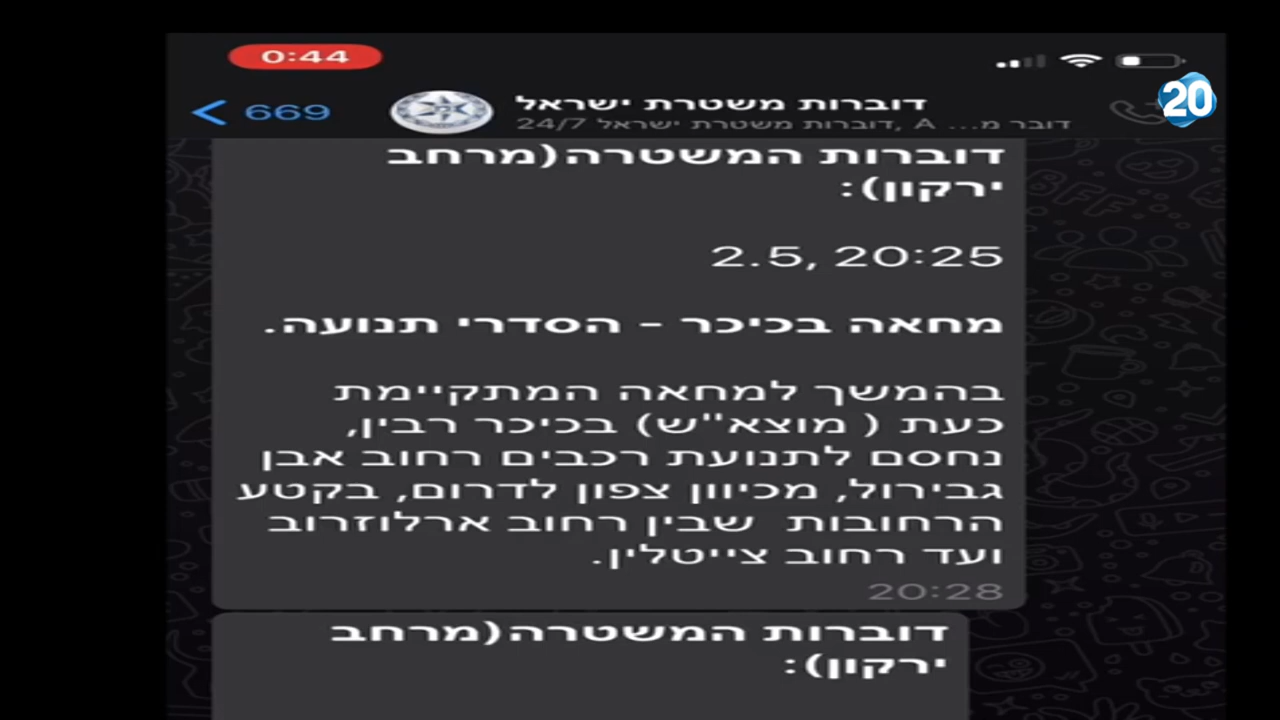 0:44
20
669
דוברות משטרת ישראל
דובר מ... A ,דוברות משטרת ישראל 24/7
דוברות המשטרה(מרחב
ירקון):
2.5, 20:25
מחאה בכיכר - הסדרי תנועה.
בהמשך למחאה המתקיימת
כעת ( מוצא"ש) בכיכר רבין,
נחסם לתנועת רכבים רחוב אבן
גבירול, מכיוון צפון לדרום, בקטע
הרחובות שבין רחוב ארלוזרוב
ועד רחוב צייטלין.
20:28
דוברות המשטרה(מרחב
ירקון):